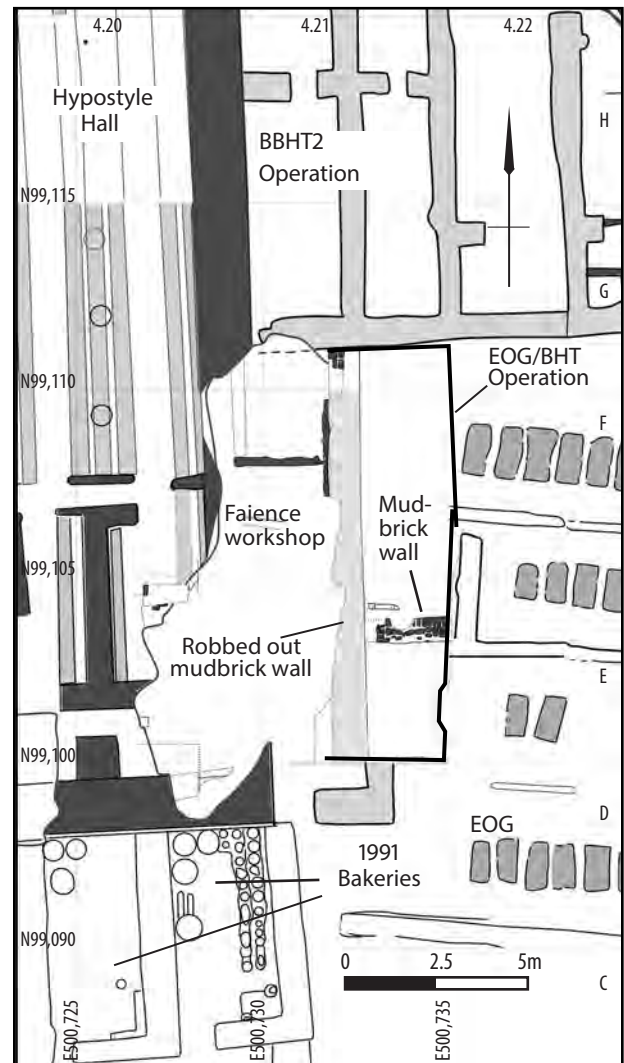 4.20
4.21
4.22
Hypostyle
Hall
BBHT2
Operation
H
N99,115
G
N99,110
EOG/BHT
Operation
F
Faience
workshop
Mud-
brick
wall
N99,105
Robbed out
mudbrick wall
E
N99,100
D
EOG
1991
Bakeries
N99,090
0
2.5
5m
C
E500,725
E500,730
E500,735